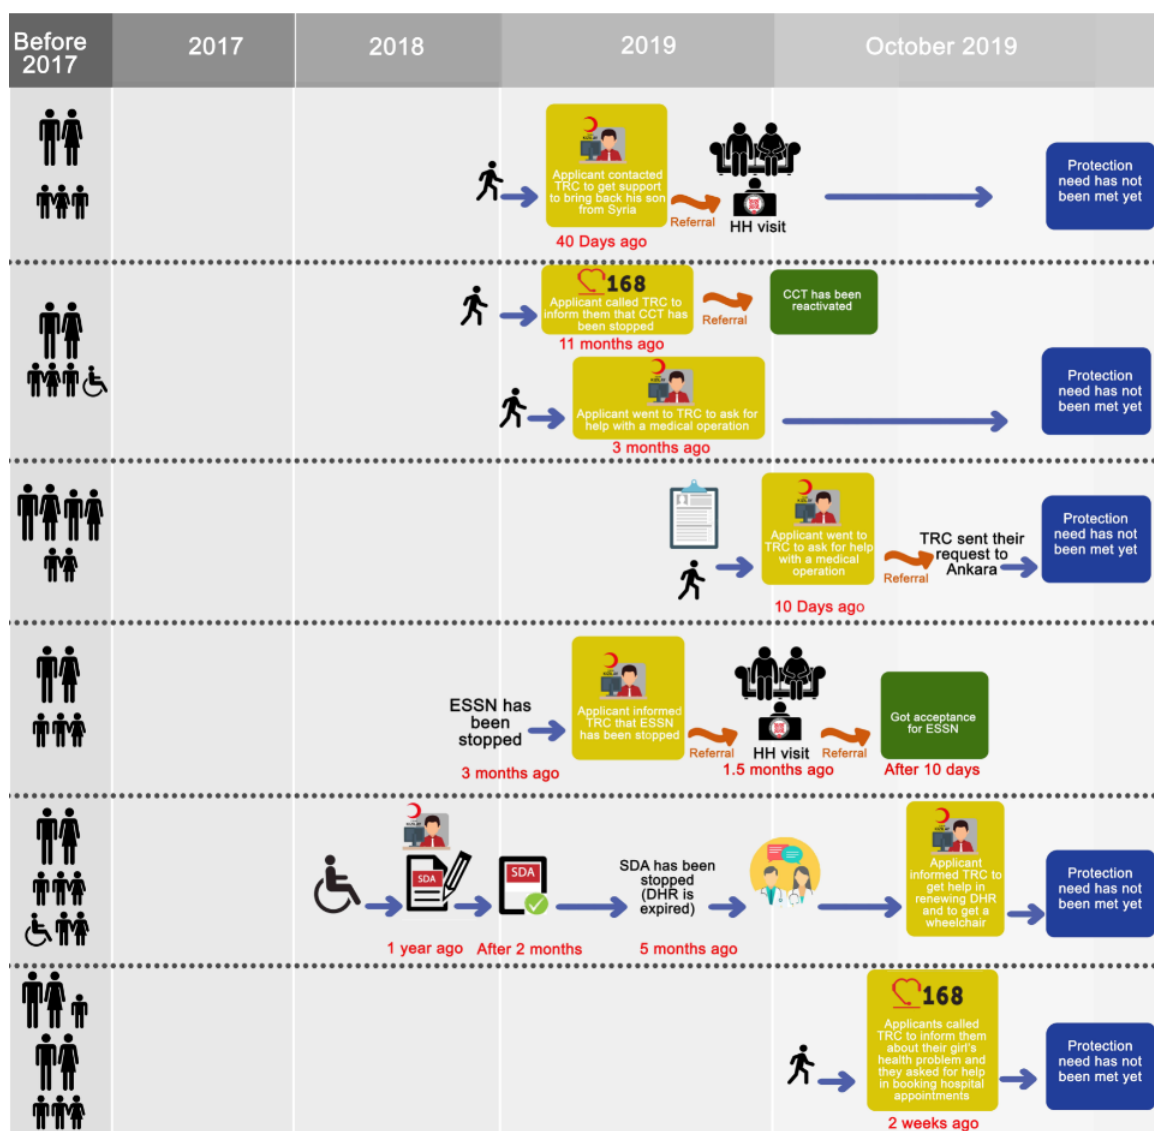 Before
2017
2017
2018
2019
October 2019
Applicant contacted
TRC to get support
to bring back his son
from Syria
40 Days ago
Referral
HH visit
Protection
need has not
been met yet
168
Applicant called TRC to
inform them that CCT has
been stopped
11 months ago
Referral
CCT has been
reactivated
Applicant went to TRC to ask for
help with a medical operation
3 months ago
Protection
need has not
been met yet
Applicant went to
TRC to ask for help
with a medical
operation
10 Days ago
Referral
TRC sent their
request to
Ankara
Protection
need has not
been met yet
ESSN has
been
stopped
3 months ago
Applicant informed
TRC that ESSN
has been stopped
Referral
HH visit
1.5 months ago
Referral
Got acceptance
for ESSN
After 10 days
SDA
1 year ago
SDA
After 2 months
SDA has been
stopped
(DHR is
expired)
5 months ago
Applicant
informed TRC to
get help in
renewing DHR
and to get a
wheelchair
Protection
need has not
been met yet
168
Applicants called
TRC to inform them
about their girl's
health problem and
they asked for help
in booking hospital
appointments
2 weeks ago
Protection
need has not
been met yet